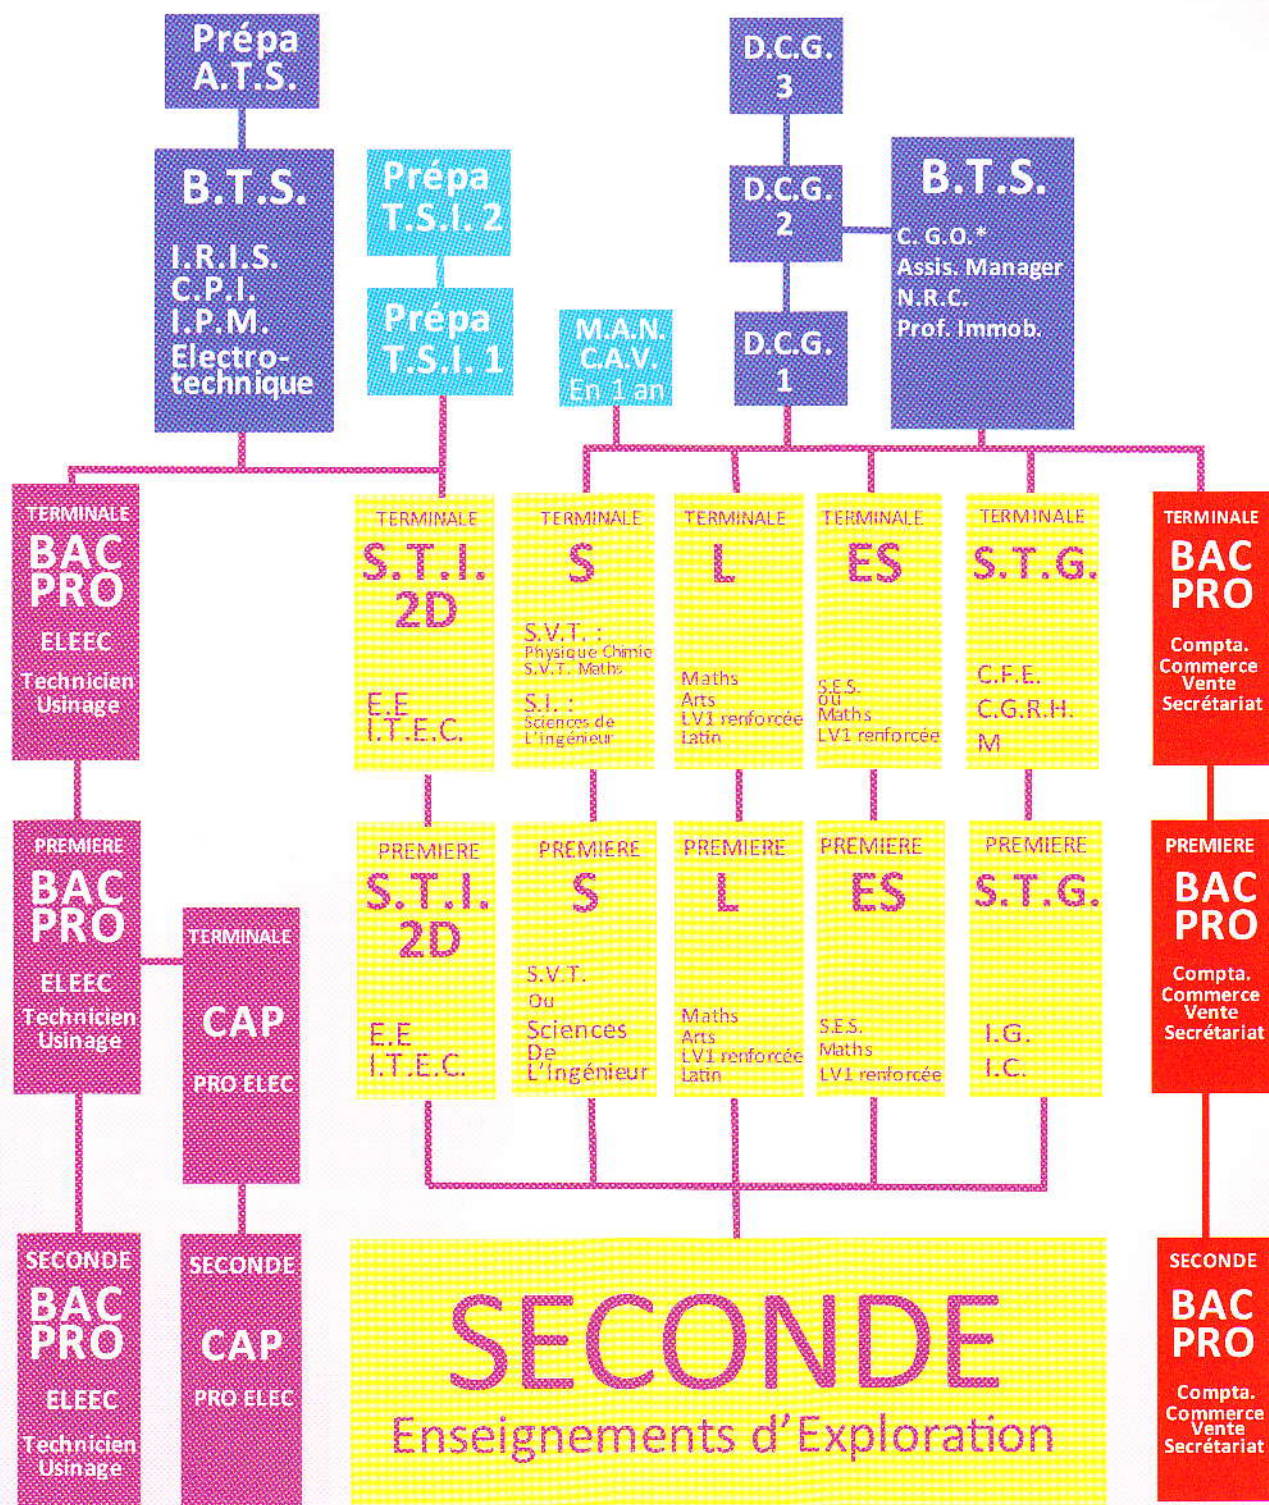 Prépa
A.T.S.
B.T.S.
I.R.I.S.
C.P.I.
I.P.M.
Electro-
technique
Prépa
T.S.I. 2
Prépa
T.S.I. 1
M.A.N.
C.A.V.
En 1 an
D.C.G.
3
D.C.G.
2
D.C.G.
1
B.T.S.
C. G.O.*
Assis. Manager
N.R.C.
Prof. Immob.
TERMINALE
BAC
PRO
ELEEC
Technicien
Usinage
TERMINALE
S.T.I.
2D
E.E
I.T.E.C.
TERMINALE
S
S.V.T. :
Physique Chimie
S.V.T. Maths
S.I. :
Sciences de
L'ingénieur
TERMINALE
L
Maths
Arts
LV1 renforcée
Latin
TERMINALE
ES
S.E.S.
ou
Maths
LV1 renforcée
TERMINALE
S.T.G.
C.F.E.
C.G.R.H.
M
TERMINALE
BAC
PRO
Compta.
Commerce
Vente
Secrétariat
PREMIERE
BAC
PRO
ELEEC
Technicien
Usinage
TERMINALE
CAP
PRO ELEC
PREMIERE
S.T.I.
2D
E.E
I.T.E.C.
PREMIERE
S
S.V.T.
Ou
Sciences
De
L'Ingénieur
PREMIERE
L
Maths
Arts
LV1 renforcée
Latin
PREMIERE
ES
S.E.S.
Maths
LV1 renforcée
PREMIERE
S.T.G.
I.G.
I.C.
PREMIERE
BAC
PRO
Compta.
Commerce
Vente
Secrétariat
SECONDE
BAC
PRO
ELEEC
Technicien
Usinage
SECONDE
CAP
PRO ELEC
SECONDE
Enseignements d'Exploration
SECONDE
BAC
PRO
Compta.
Commerce
Vente
Secrétariat